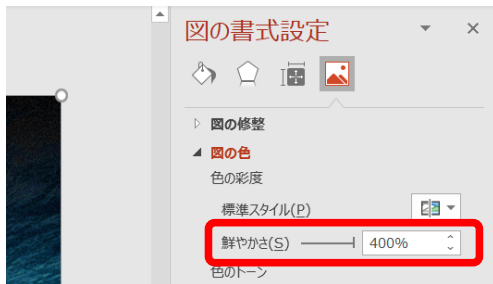 図の書式設定
図の修整
図の色
色の彩度
標準スタイル(P)
鮮やかさ(S) 400%
色のトーン